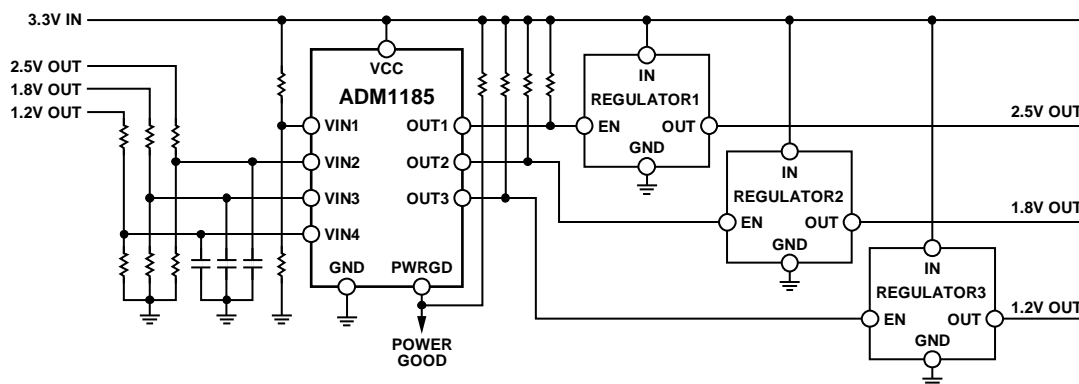 3.3V IN
2.5V OUT
1.8V OUT
1.2V OUT
VCC
ADM1185
VIN1
VIN2
VIN3
VIN4
OUT1
OUT2
OUT3
GND
PWRGD
POWER
GOOD
IN
REGULATOR1
EN
OUT
GND
2.5V OUT
IN
REGULATOR2
EN
OUT
GND
1.8V OUT
IN
REGULATOR3
EN
OUT
GND
1.2V OUT